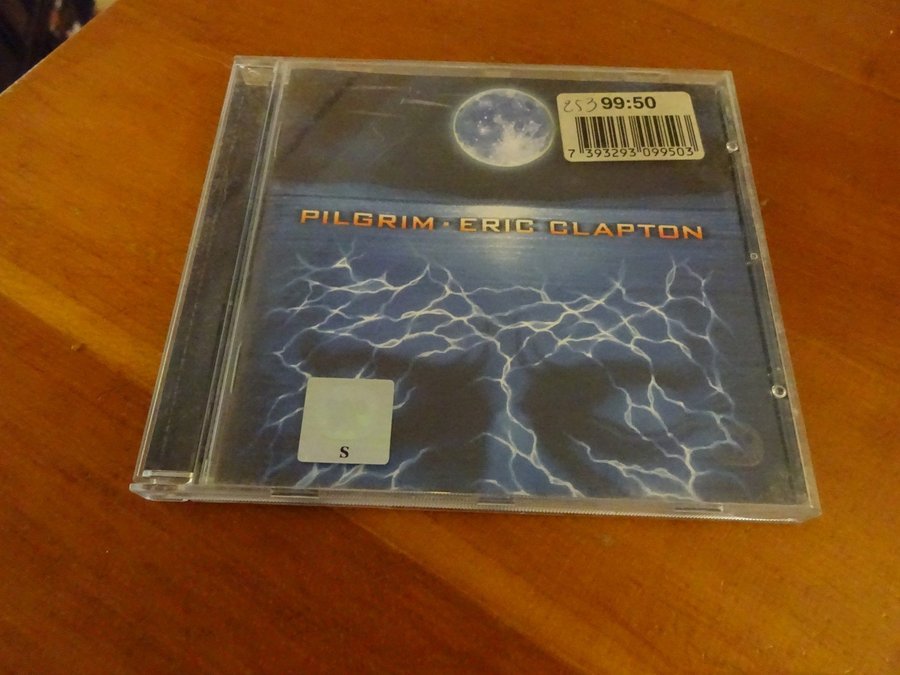 253 99:50
7 393293 099503
PILGRIM · ERIC CLAPTON
S